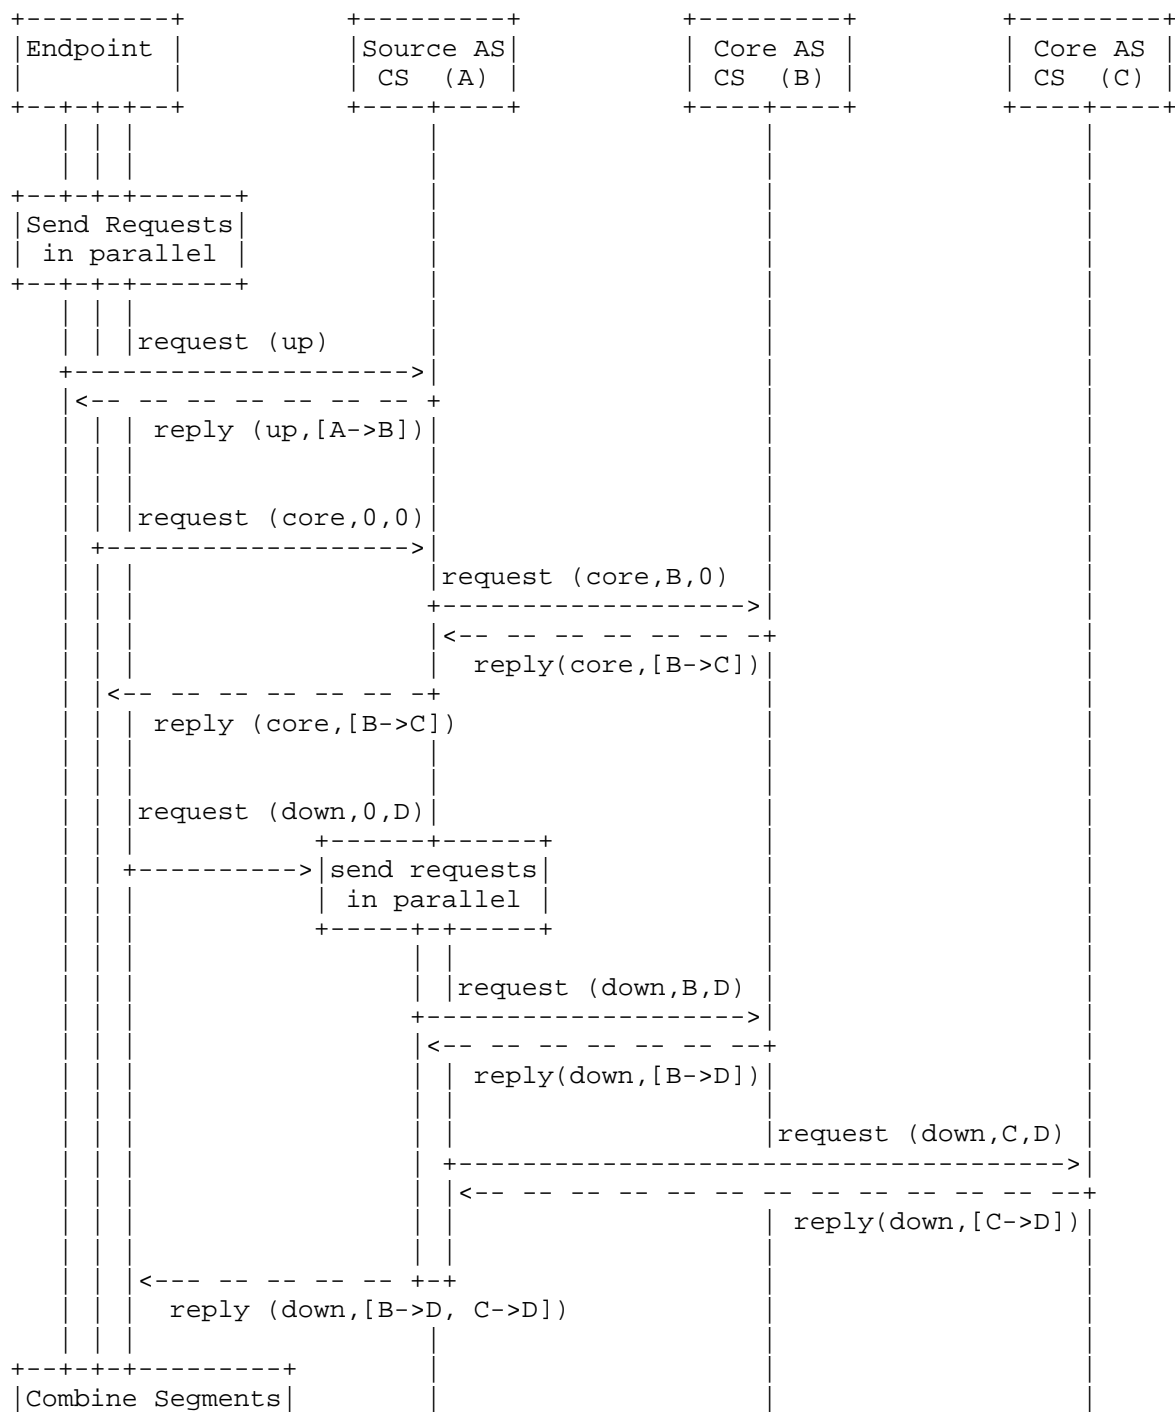 Endpoint
Source AS
CS (A)
Core AS
CS (B)
Core AS
CS (C)
Send Requests
in parallel
request (up)
reply (up,[A->B])
request (core,0,0)
request (core,B,0)
reply(core,[B->C])
reply (core,[B->C])
request (down,0,D)
send requests
in parallel
request (down,B,D)
reply(down,[B->D])
request (down,C,D)
reply(down,[C->D])
reply (down,[B->D, C->D])
Combine Segments